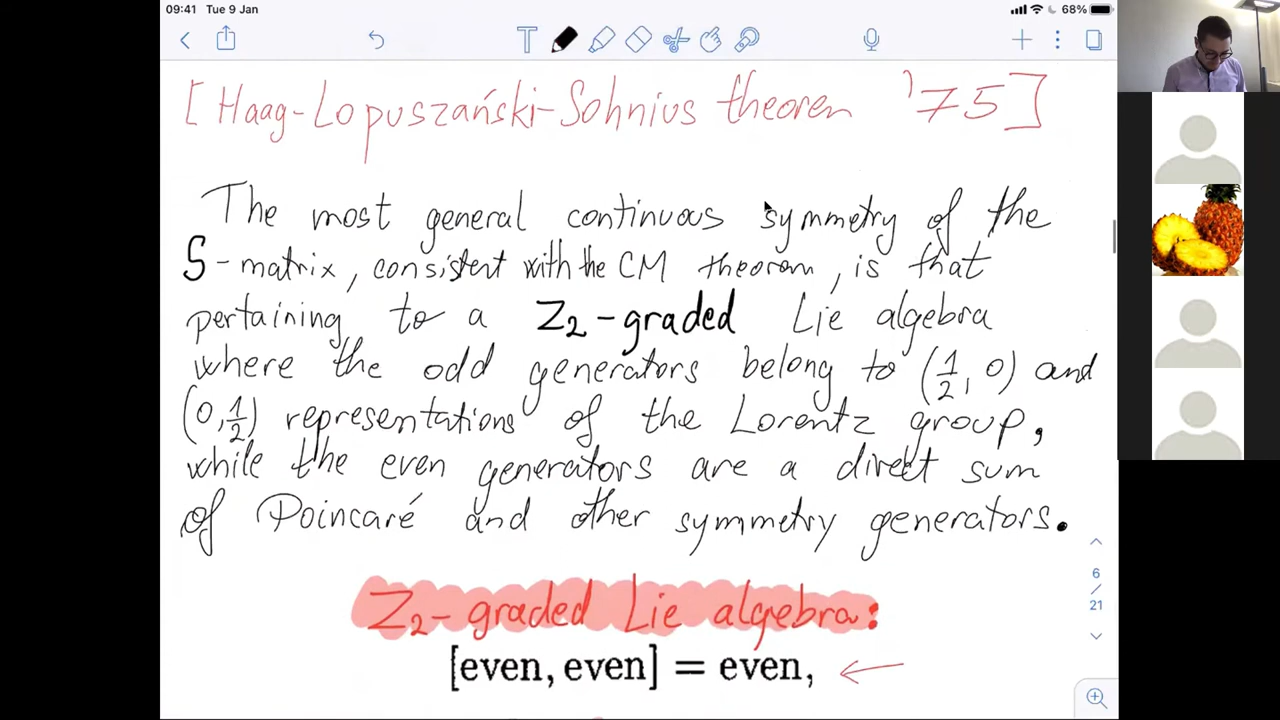 09:41 Tue 9 Jan
68%
[Haag-Lopuszański-Sohnius theorem '75]
The most general continuous symmetry of the
S-matrix, consistent with the CM theorem, is that
pertaining to a Z₂-graded Lie algebra
where the odd generators belong to (1/2, 0) and
(0, 1/2) representations of the Lorentz group,
while the even generators are a direct sum
of Poincaré and other symmetry generators.
Z₂-graded Lie algebra:
[even, even] = even,
6
21